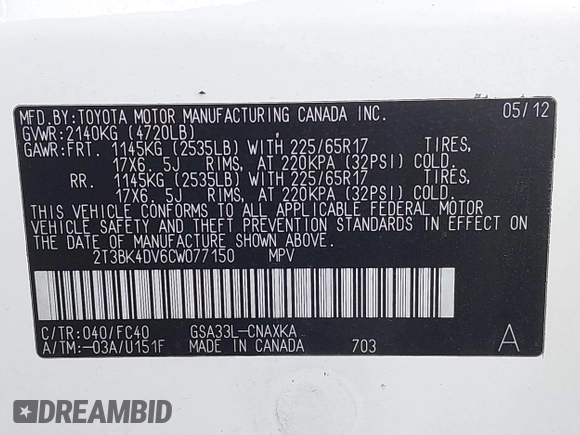 MFD.BY:TOYOTA MOTOR MANUFACTURING CANADA INC. 05/12
GVWR:2140KG (4720LB)
GAWR:FRT. 1145KG (2535LB) WITH 225/65R17 TIRES,
17X6.5J RIMS, AT 220KPA (32PSI) COLD.
RR. 1145KG (2535LB) WITH 225/65R17 TIRES,
17X6.5J RIMS, AT 220KPA (32PSI) COLD.
THIS VEHICLE CONFORMS TO ALL APPLICABLE FEDERAL MOTOR
VEHICLE SAFETY AND THEFT PREVENTION STANDARDS IN EFFECT ON THE
DATE OF MANUFACTURE SHOWN ABOVE.
2T3BK4DV6CW077150 MPV
C/TR:040/FC40 GSA33L-CNAXKA
A/TM:-03A/U151F MADE IN CANADA 703 A
DREAMBID